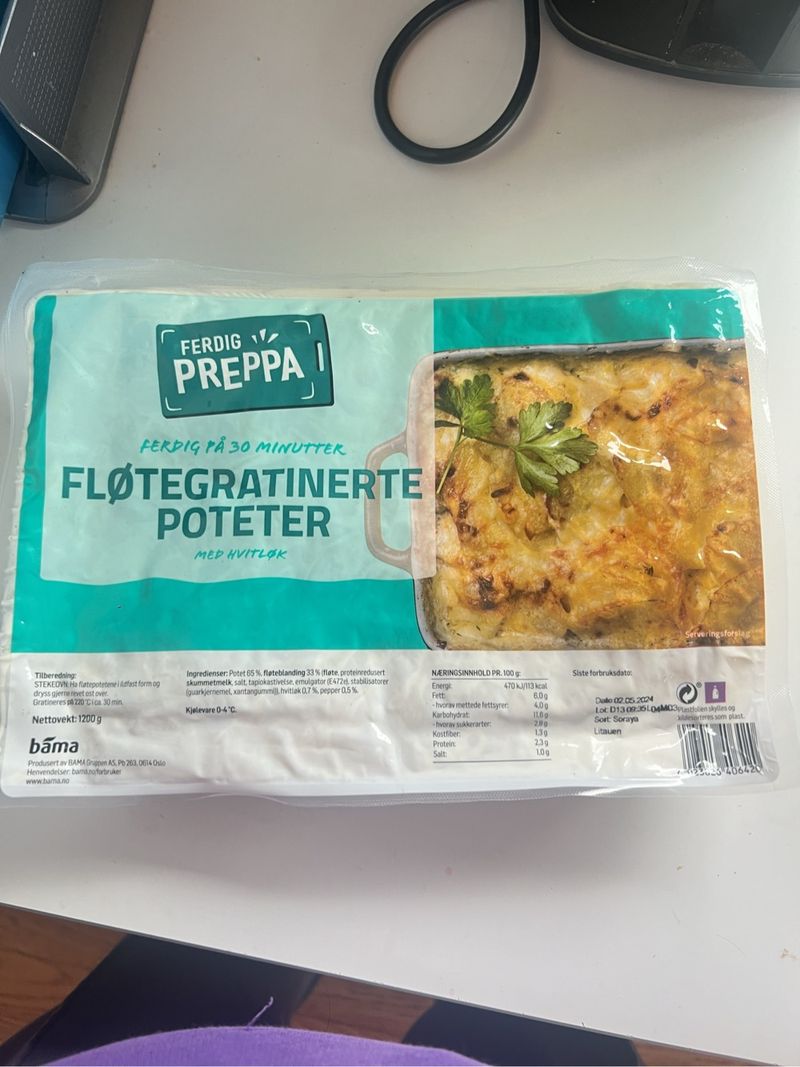 FERDIG
PREPPA
FERDIG PÅ 30 MINUTTER
FLØTEGRATINERTE
POTETER
MED HVITLØK
Serveringsforslag
Tilberedning:
STEKEOVN: Ha fløtepotetene i ildfast form og
dryss gjerne revet ost over.
Gratineres på 220 °C i ca. 30 min.
Nettovekt: 1200 g
bama
Produsert av BAMA Gruppen AS, Pb 263, 0614 Oslo
Henvendelser: bama.no/forbruker
www.bama.no
Ingredienser: Potet 65 %, fløteblanding 33 % (fløte, proteinredusert
skummetmelk, salt, tapiokastivelse, emulgator (E472e), stabilisatorer
(guarkjernemel, xantangummi)), hvitløk 0,7 %, pepper 0,5 %.
Kjølevare 0-4 °C.
NÆRINGSINNHOLD PR. 100 g:
Energi: 470 kJ/113 kcal
Fett: 6,0 g
- hvorav mettede fettsyrer: 4,0 g
Karbohydrat: 11,6 g
- hvorav sukkerarter: 2,8 g
Kostfiber: 1,3 g
Protein: 2,3 g
Salt: 1,0 g
Siste forbruksdato:
Dato 02.05.2024
Lot: D13 09:35
Sort: Soraya
Litauen
Plastfolien skylles og
kildesorteres som plast.